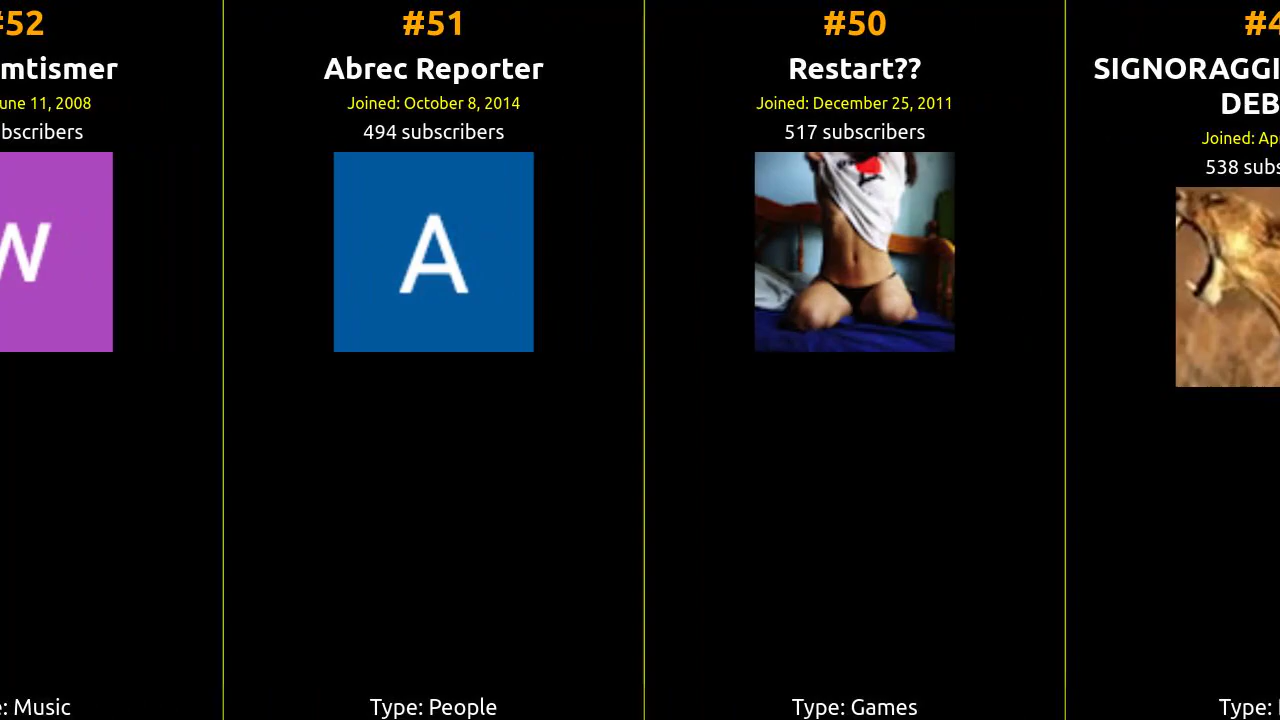 #52
mtismer
une 11, 2008
bscribers
W
: Music
#51
Abrec Reporter
Joined: October 8, 2014
494 subscribers
A
Type: People
#50
Restart??
Joined: December 25, 2011
517 subscribers
Type: Games
#4
SIGNORAGGI
DEB
Joined: Ap
538 subs
Type: